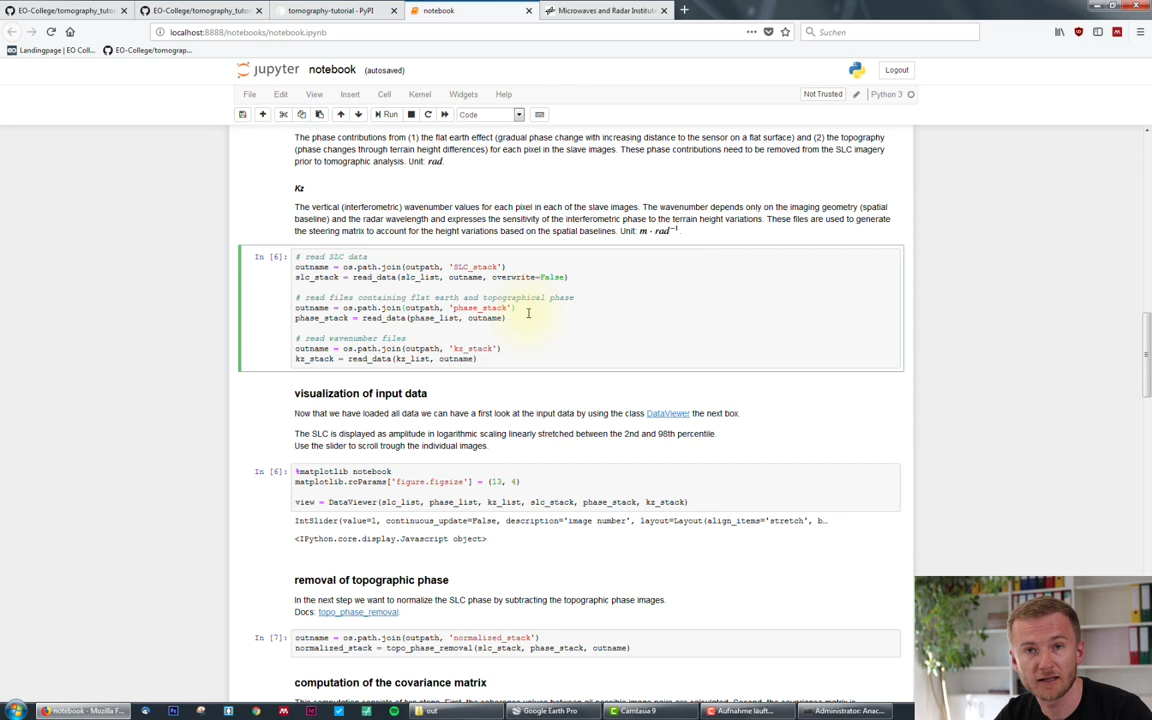 EO-College/tomography_tuto
EO-College/tomography_tutor
tomography-tutorial · PyPI
notebook
Microwaves and Radar Institute
localhost:8888/notebooks/notebook.ipynb
Suchen
Landingpage | EO Coll...
EO-College/tomograp...
jupyter
notebook
(autosaved)
Logout
File
Edit
View
Insert
Cell
Kernel
Widgets
Help
Not Trusted
Python 3
Run
Code
The phase contributions from (1) the flat earth effect (gradual phase change with increasing distance to the sensor on a flat surface) and (2) the topography
(phase changes through terrain height differences) for each pixel in the slave images. These phase contributions need to be removed from the SLC imagery
prior to tomographic analysis. Unit: rad.
Kz
The vertical (interferometric) wavenumber values for each pixel in each of the slave images. The wavenumber depends only on the imaging geometry (spatial
baseline) and the radar wavelength and expresses the sensitivity of the interferometric phase to the terrain height variations. These files are used to generate
the steering matrix to account for the height variations based on the spatial baselines. Unit: m · rad⁻¹.
In [6]:
# read SLC data
outname = os.path.join(outpath, 'SLC_stack')
slc_stack = read_data(slc_list, outname, overwrite=False)
# read files containing flat earth and topographical phase
outname = os.path.join(outpath, 'phase_stack')
phase_stack = read_data(phase_list, outname)
# read wavenumber files
outname = os.path.join(outpath, 'kz_stack')
kz_stack = read_data(kz_list, outname)
visualization of input data
Now that we have loaded all data we can have a first look at the input data by using the class DataViewer the next box.
The SLC is displayed as amplitude in logarithmic scaling linearly stretched between the 2nd and 98th percentile.
Use the slider to scroll trough the individual images.
In [6]:
%matplotlib notebook
matplotlib.rcParams['figure.figsize'] = (13, 4)
view = DataViewer(slc_list, phase_list, kz_list, slc_stack, phase_stack, kz_stack)
IntSlider(value=1, continuous_update=False, description='image number', layout=Layout(align_items='stretch', b…
<IPython.core.display.Javascript object>
removal of topographic phase
In the next step we want to normalize the SLC phase by subtracting the topographic phase images.
Docs: topo_phase_removal.
In [7]:
outname = os.path.join(outpath, 'normalized_stack')
normalized_stack = topo_phase_removal(slc_stack, phase_stack, outname)
computation of the covariance matrix
notebook - Mozilla F...
out
Google Earth Pro
Camtasia 9
Aufnahme läuft...
Administrator: Anac...